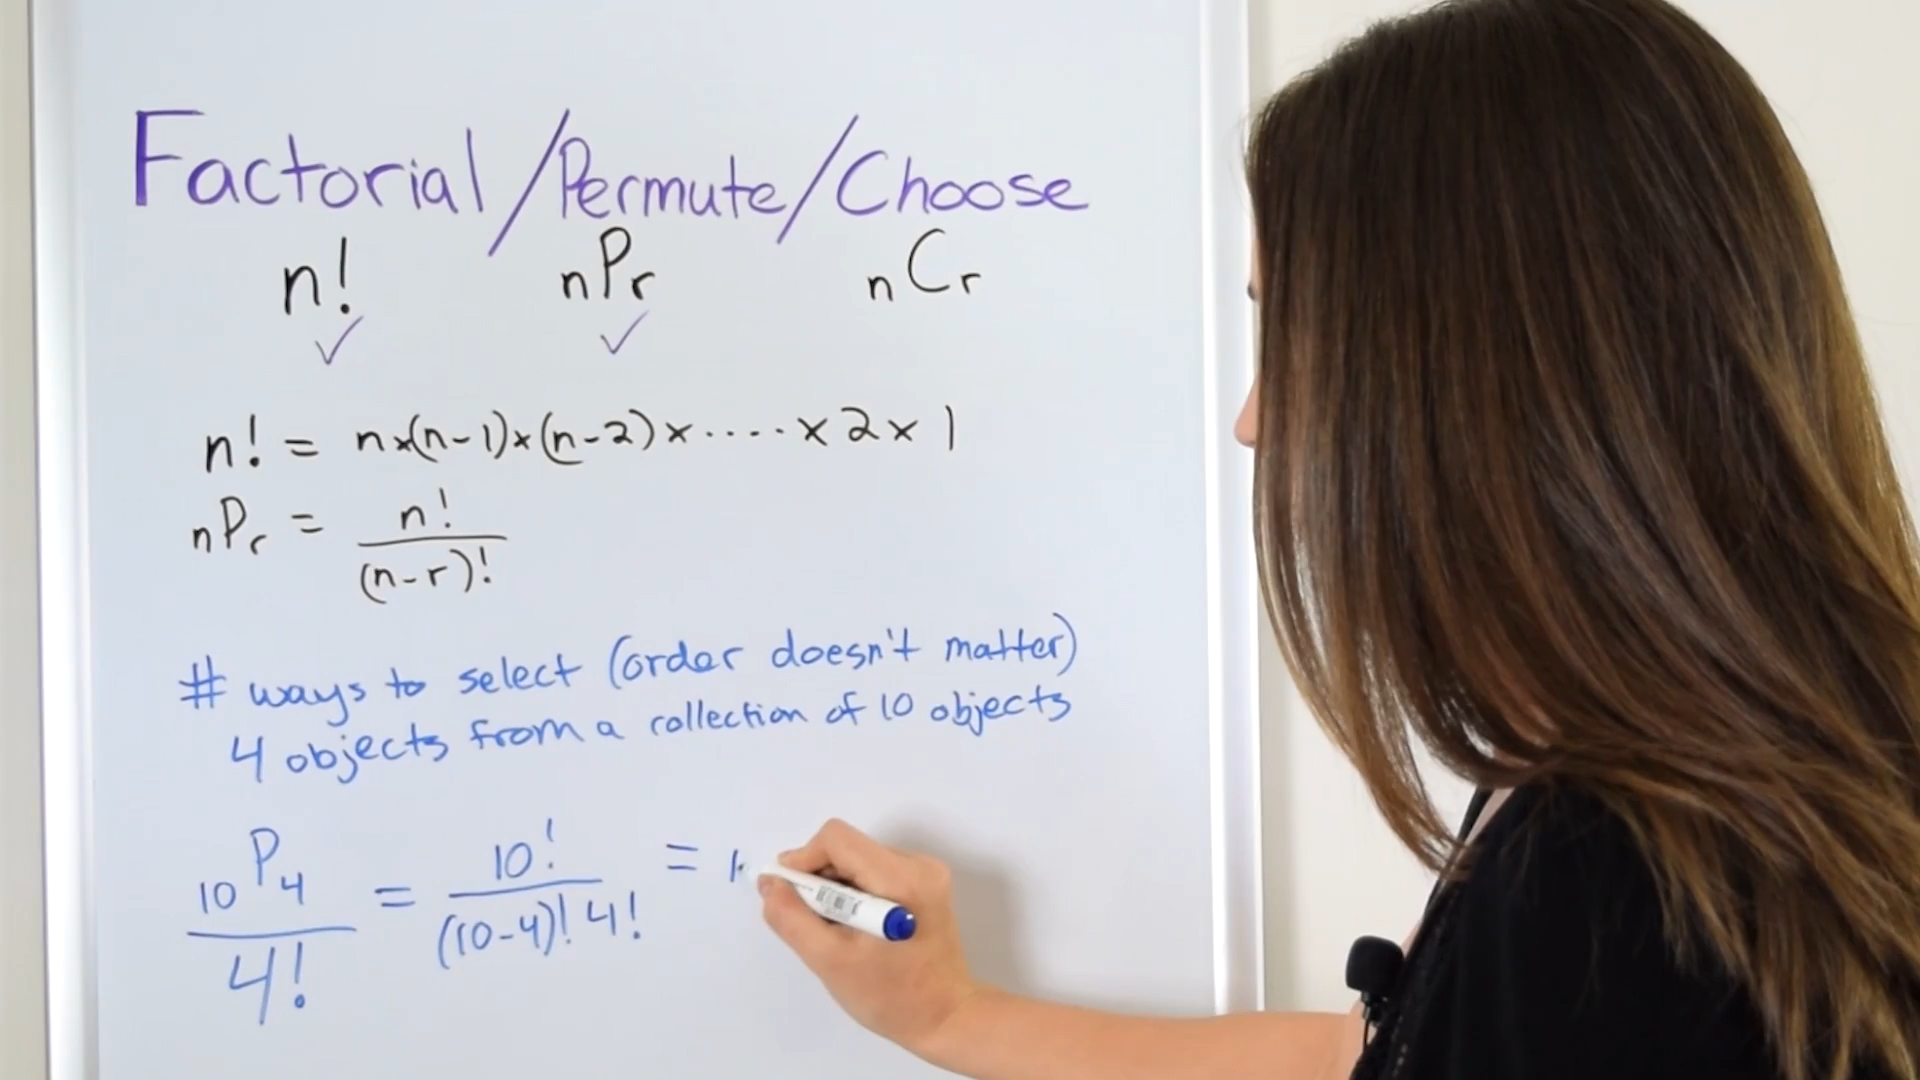 Factorial/Permute/Choose
n! nPr nCr
n! = n×(n-1)×(n-2)×....×2×1
nPr = n!
(n-r)!
# ways to select (order doesn't matter)
4 objects from a collection of 10 objects
10P4 = 10! =
4! (10-4)! 4!